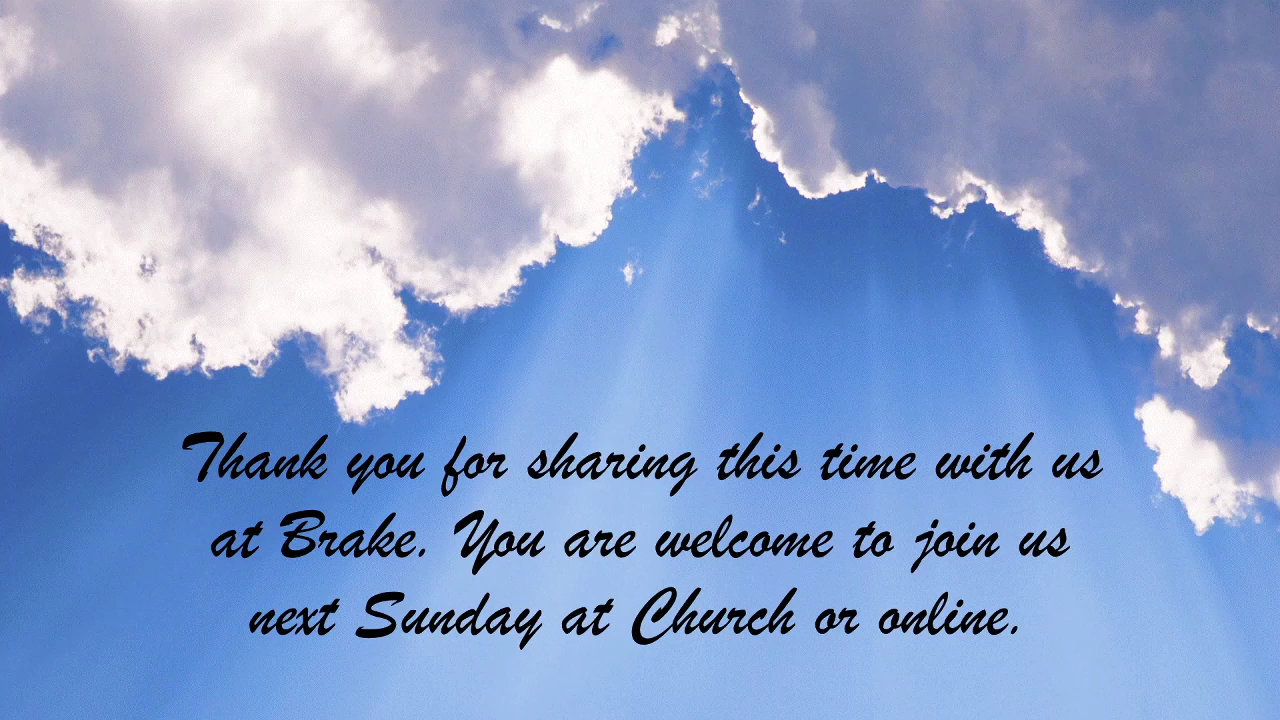 Thank you for sharing this time with us
at Brake. You are welcome to join us
next Sunday at Church or online.